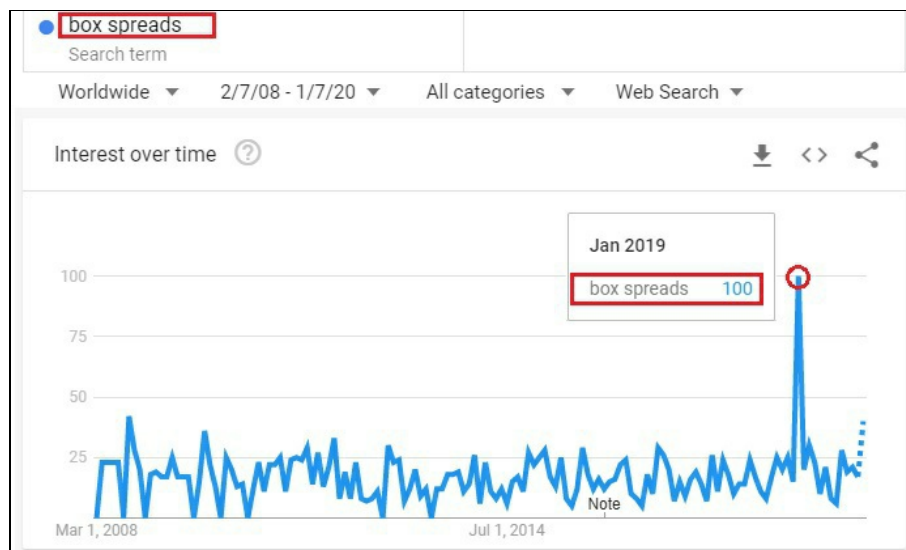 box spreads
Search term
Worldwide 2/7/08 - 1/7/20 All categories Web Search
Interest over time ?
Jan 2019
box spreads 100
100
75
50
25
Note
Mar 1, 2008 Jul 1, 2014